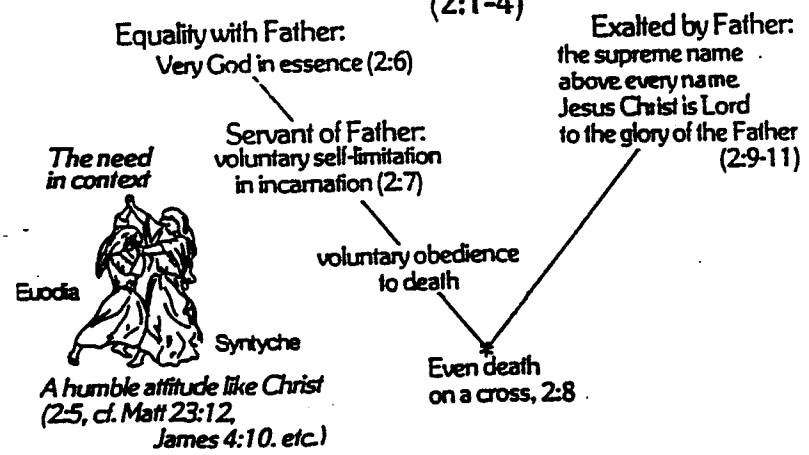 (2:1-4)
Equality with Father:
Very God in essence (2:6)
Exalted by Father:
the supreme name
above every name
Jesus Christ is Lord
to the glory of the Father
(2:9-11)
Servant of Father:
voluntary self-limitation
in incarnation (2:7)
The need
in context
voluntary obedience
to death
Euodia
Syntyche
Even death
on a cross, 2:8
A humble attitude like Christ
(2:5, cf. Matt 23:12,
James 4:10. etc.)